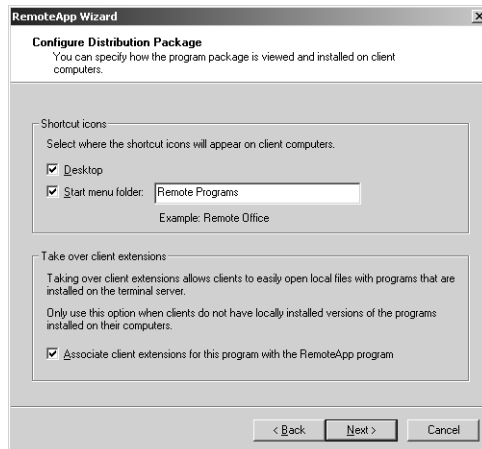 RemoteApp Wizard
Configure Distribution Package
You can specify how the program package is viewed and installed on client
computers.
Shortcut icons
Select where the shortcut icons will appear on client computers.
Desktop
Start menu folder: Remote Programs
Example: Remote Office
Take over client extensions
Taking over client extensions allows clients to easily open local files with programs that are
installed on the terminal server.
Only use this option when clients do not have locally installed versions of the programs
installed on their computers.
Associate client extensions for this program with the RemoteApp program
< Back Next > Cancel